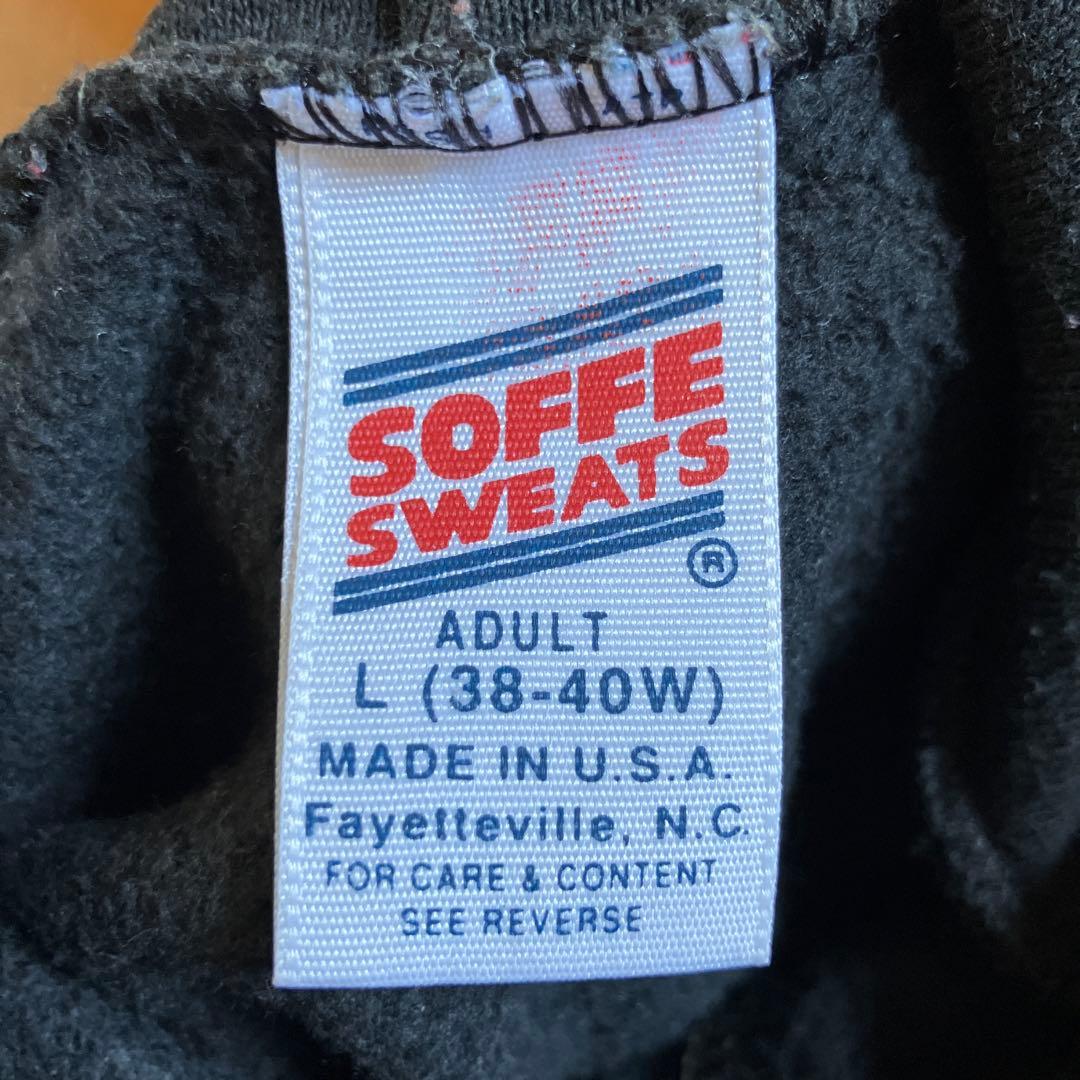 SOFFE
SWEATS
®
ADULT
L (38-40W)
MADE IN U.S.A.
Fayetteville, N.C.
FOR CARE & CONTENT
SEE REVERSE